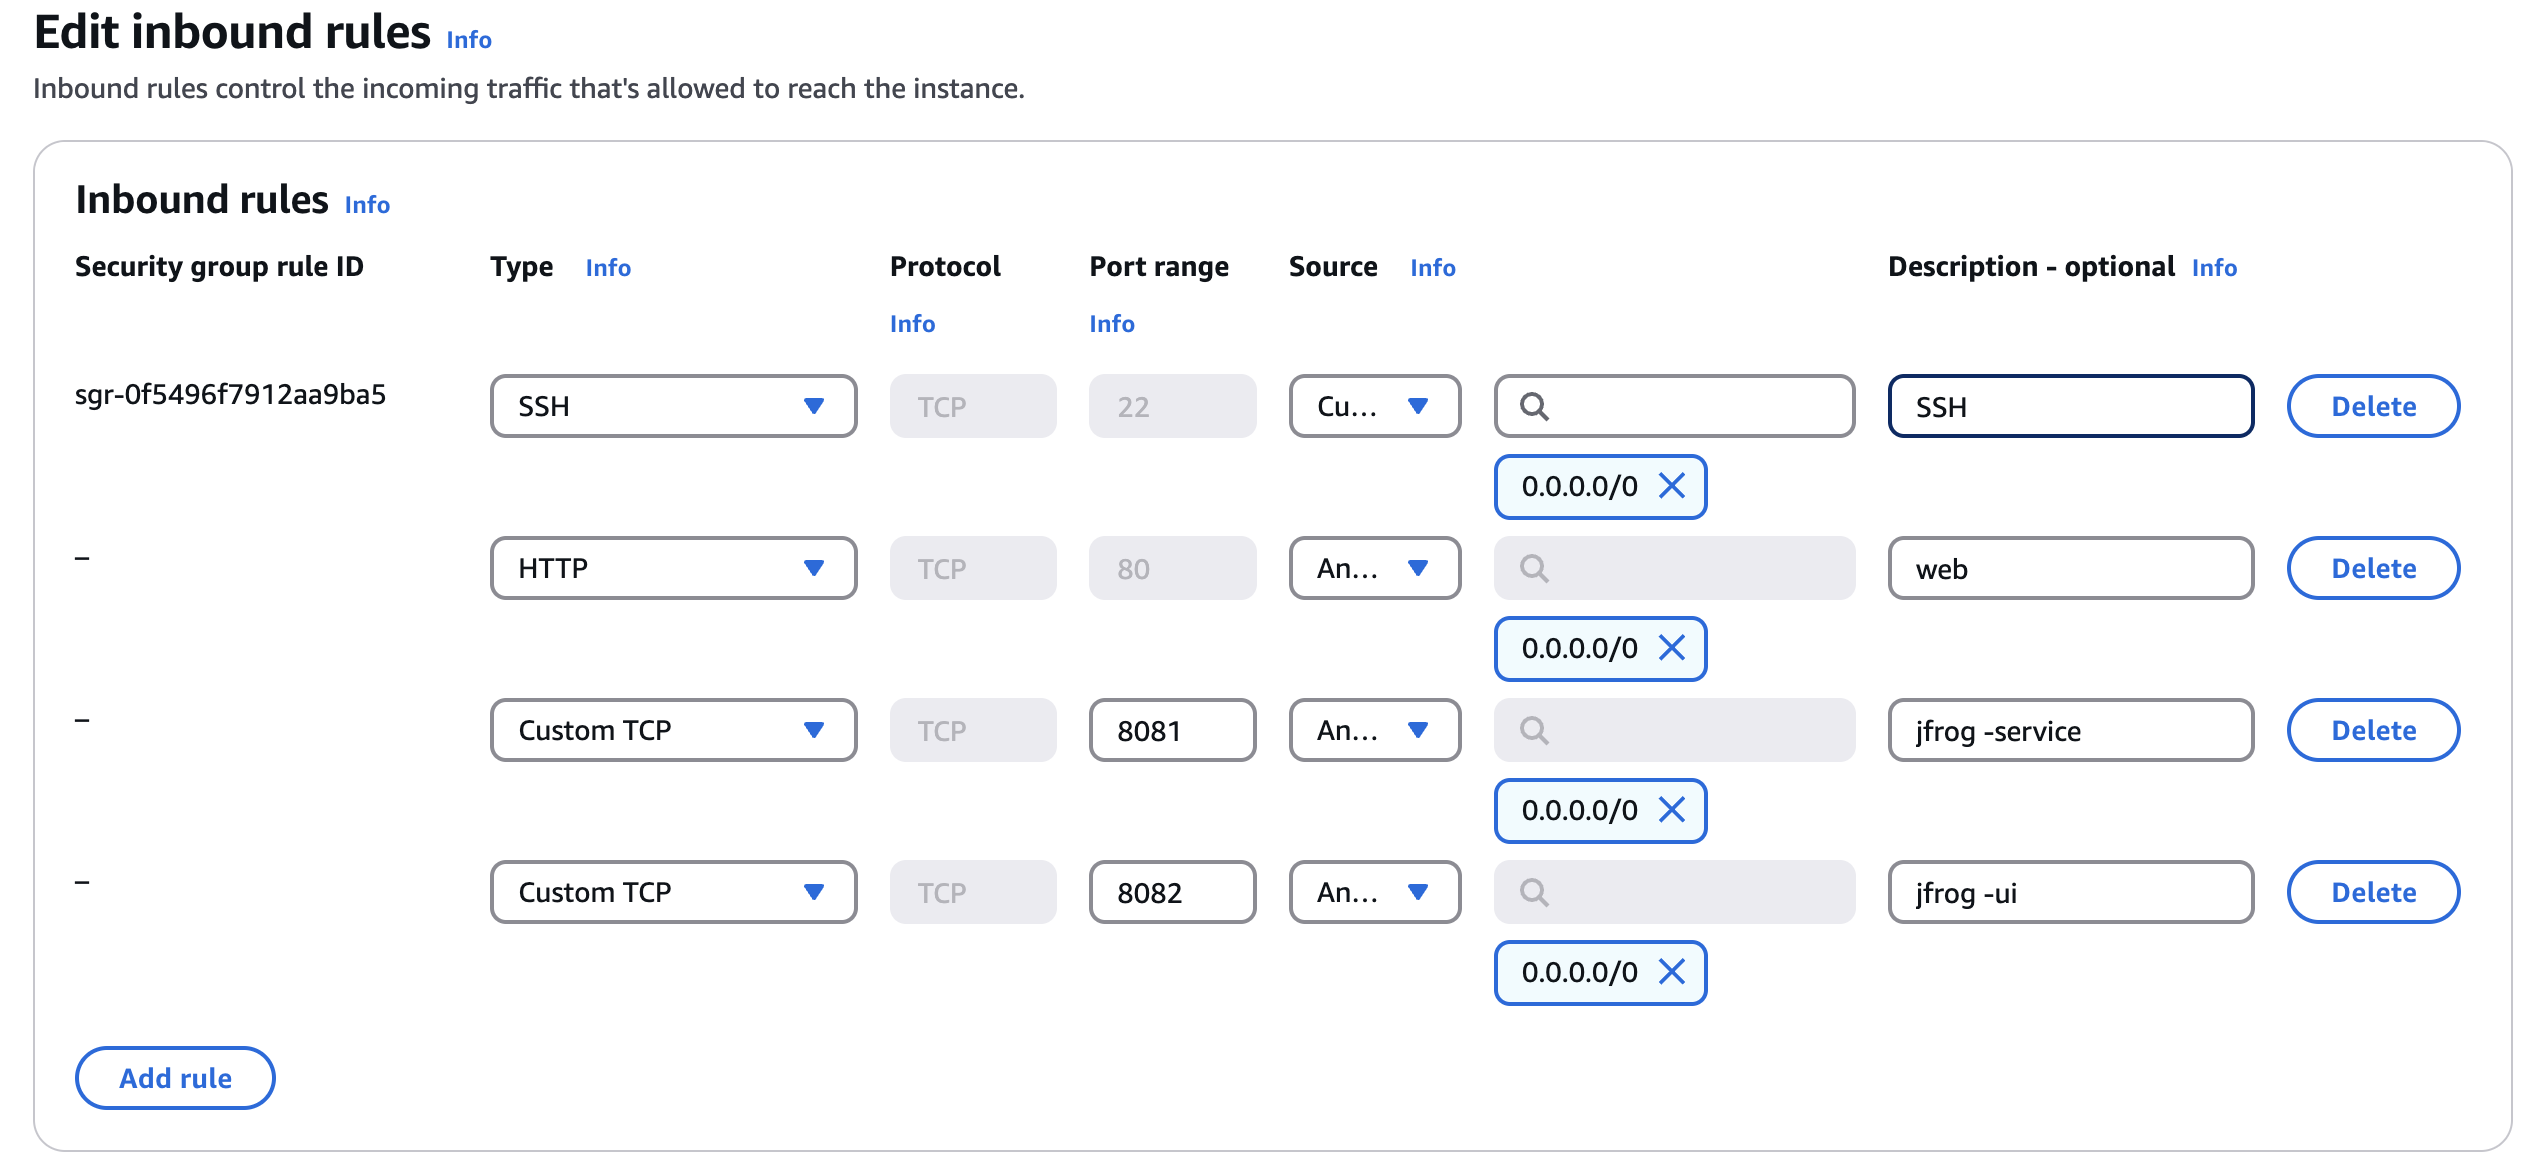 Edit inbound rules Info
Inbound rules control the incoming traffic that's allowed to reach the instance.
Inbound rules Info
Security group rule ID Type Info Protocol Info Port range Info Source Info Description - optional Info
sgr-0f5496f7912aa9ba5 SSH TCP 22 Cu... SSH Delete
0.0.0.0/0
– HTTP TCP 80 An... web Delete
0.0.0.0/0
– Custom TCP TCP 8081 An... jfrog -service Delete
0.0.0.0/0
– Custom TCP TCP 8082 An... jfrog -ui Delete
0.0.0.0/0
Add rule